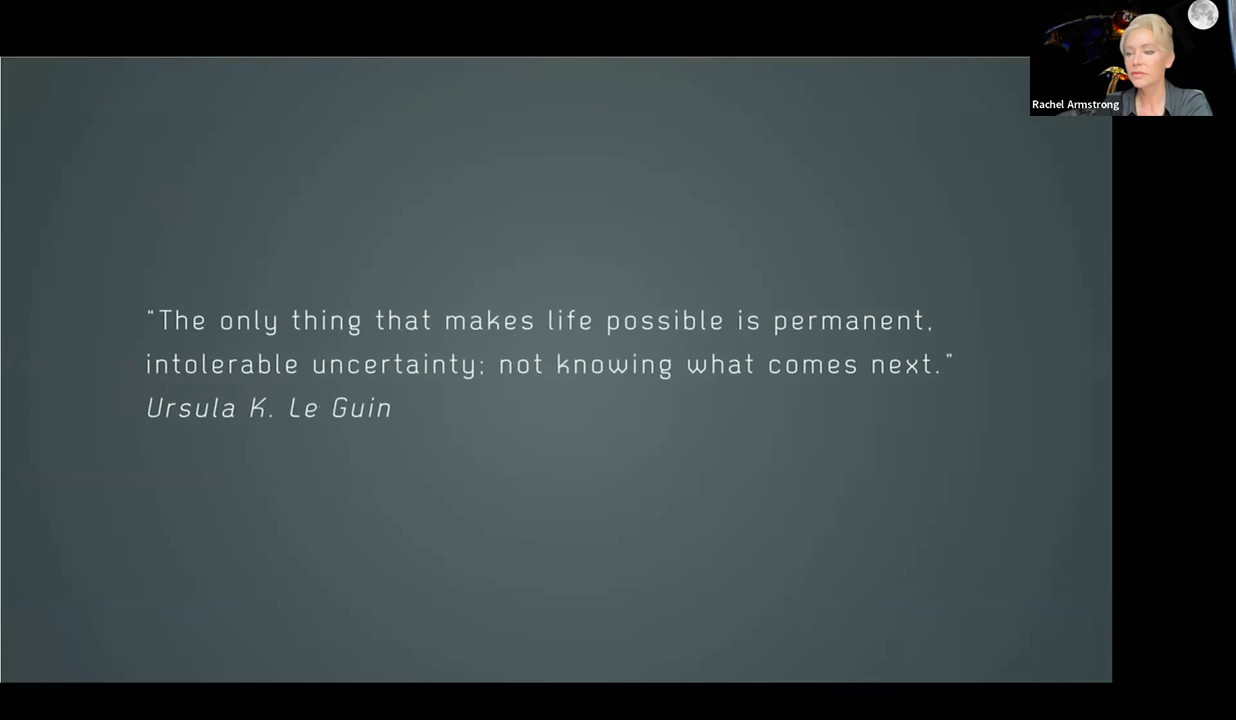 Rachel Armstrong
“The only thing that makes life possible is permanent,
intolerable uncertainty; not knowing what comes next.”
Ursula K. Le Guin